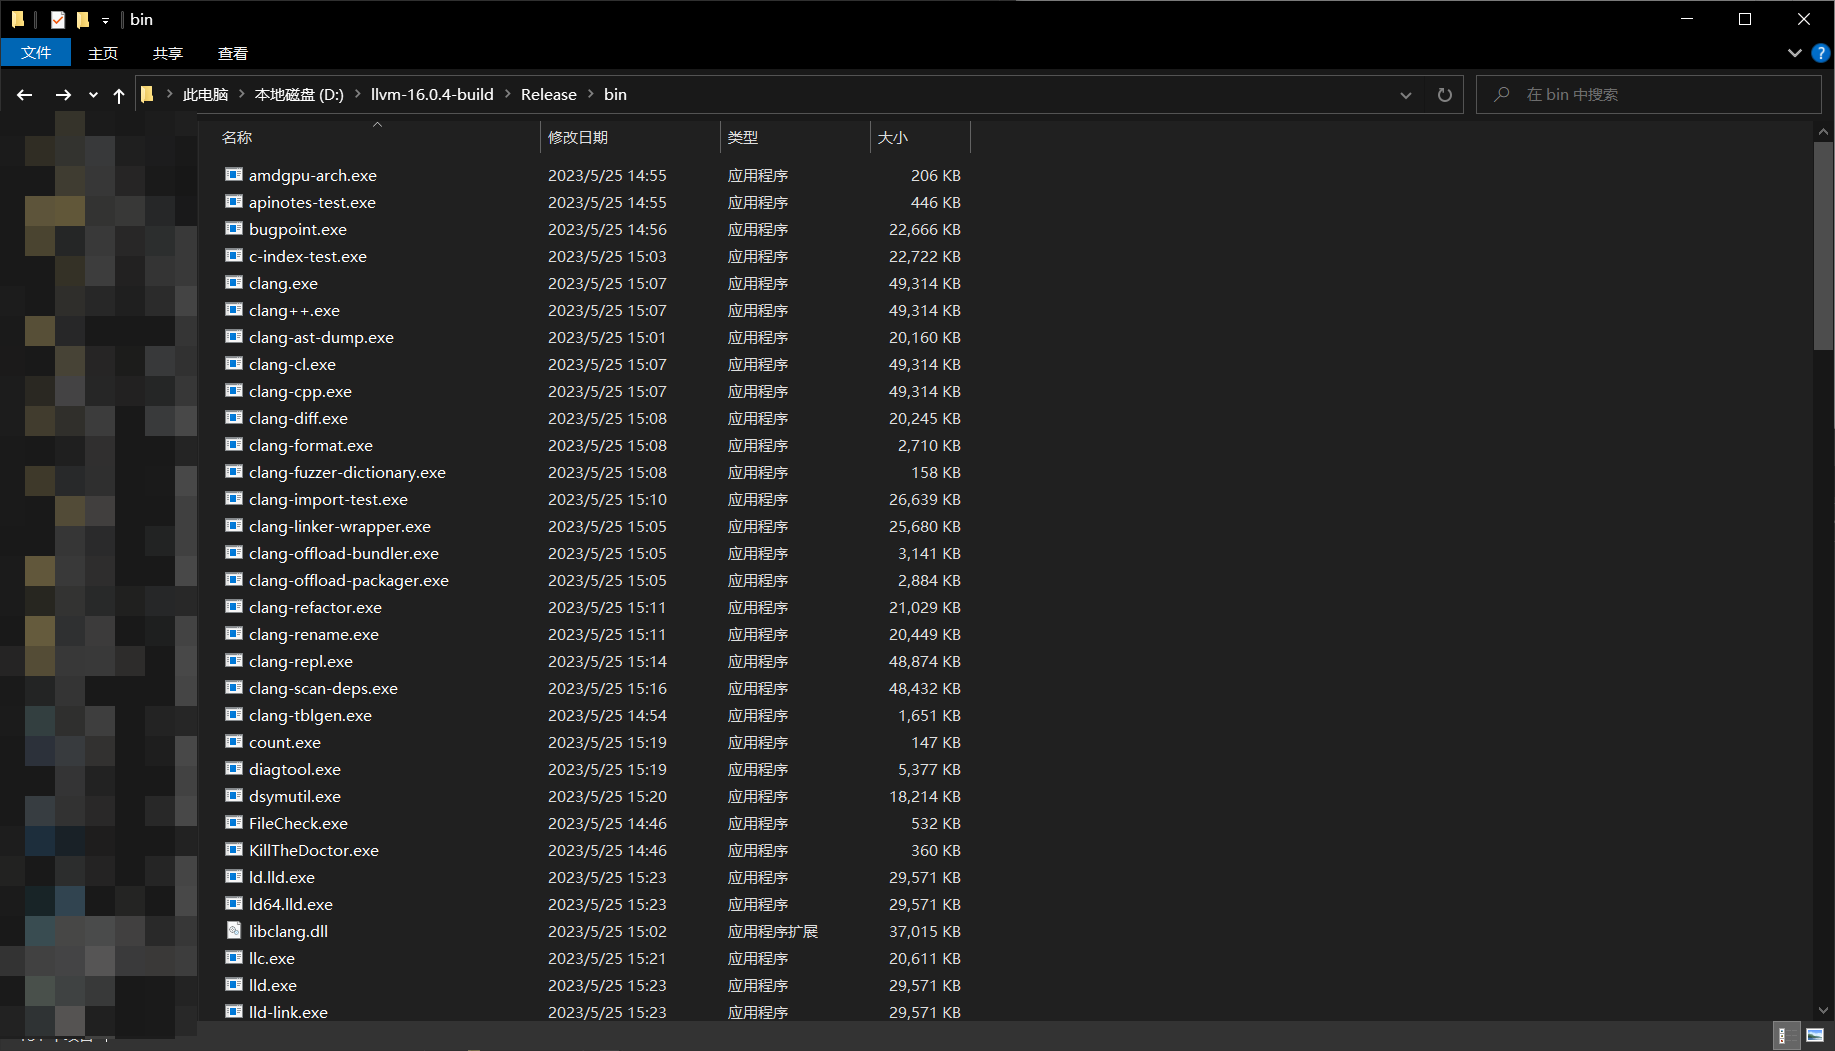 bin
文件 主页 共享 查看
此电脑 本地磁盘 (D:) llvm-16.0.4-build Release bin 在 bin 中搜索
名称 修改日期 类型 大小
amdgpu-arch.exe 2023/5/25 14:55 应用程序 206 KB
apinotes-test.exe 2023/5/25 14:55 应用程序 446 KB
bugpoint.exe 2023/5/25 14:56 应用程序 22,666 KB
c-index-test.exe 2023/5/25 15:03 应用程序 22,722 KB
clang.exe 2023/5/25 15:07 应用程序 49,314 KB
clang++.exe 2023/5/25 15:07 应用程序 49,314 KB
clang-ast-dump.exe 2023/5/25 15:01 应用程序 20,160 KB
clang-cl.exe 2023/5/25 15:07 应用程序 49,314 KB
clang-cpp.exe 2023/5/25 15:07 应用程序 49,314 KB
clang-diff.exe 2023/5/25 15:08 应用程序 20,245 KB
clang-format.exe 2023/5/25 15:08 应用程序 2,710 KB
clang-fuzzer-dictionary.exe 2023/5/25 15:08 应用程序 158 KB
clang-import-test.exe 2023/5/25 15:10 应用程序 26,639 KB
clang-linker-wrapper.exe 2023/5/25 15:05 应用程序 25,680 KB
clang-offload-bundler.exe 2023/5/25 15:05 应用程序 3,141 KB
clang-offload-packager.exe 2023/5/25 15:05 应用程序 2,884 KB
clang-refactor.exe 2023/5/25 15:11 应用程序 21,029 KB
clang-rename.exe 2023/5/25 15:11 应用程序 20,449 KB
clang-repl.exe 2023/5/25 15:14 应用程序 48,874 KB
clang-scan-deps.exe 2023/5/25 15:16 应用程序 48,432 KB
clang-tblgen.exe 2023/5/25 14:54 应用程序 1,651 KB
count.exe 2023/5/25 15:19 应用程序 147 KB
diagtool.exe 2023/5/25 15:19 应用程序 5,377 KB
dsymutil.exe 2023/5/25 15:20 应用程序 18,214 KB
FileCheck.exe 2023/5/25 14:46 应用程序 532 KB
KillTheDoctor.exe 2023/5/25 14:46 应用程序 360 KB
ld.lld.exe 2023/5/25 15:23 应用程序 29,571 KB
ld64.lld.exe 2023/5/25 15:23 应用程序 29,571 KB
libclang.dll 2023/5/25 15:02 应用程序扩展 37,015 KB
llc.exe 2023/5/25 15:21 应用程序 20,611 KB
lld.exe 2023/5/25 15:23 应用程序 29,571 KB
lld-link.exe 2023/5/25 15:23 应用程序 29,571 KB